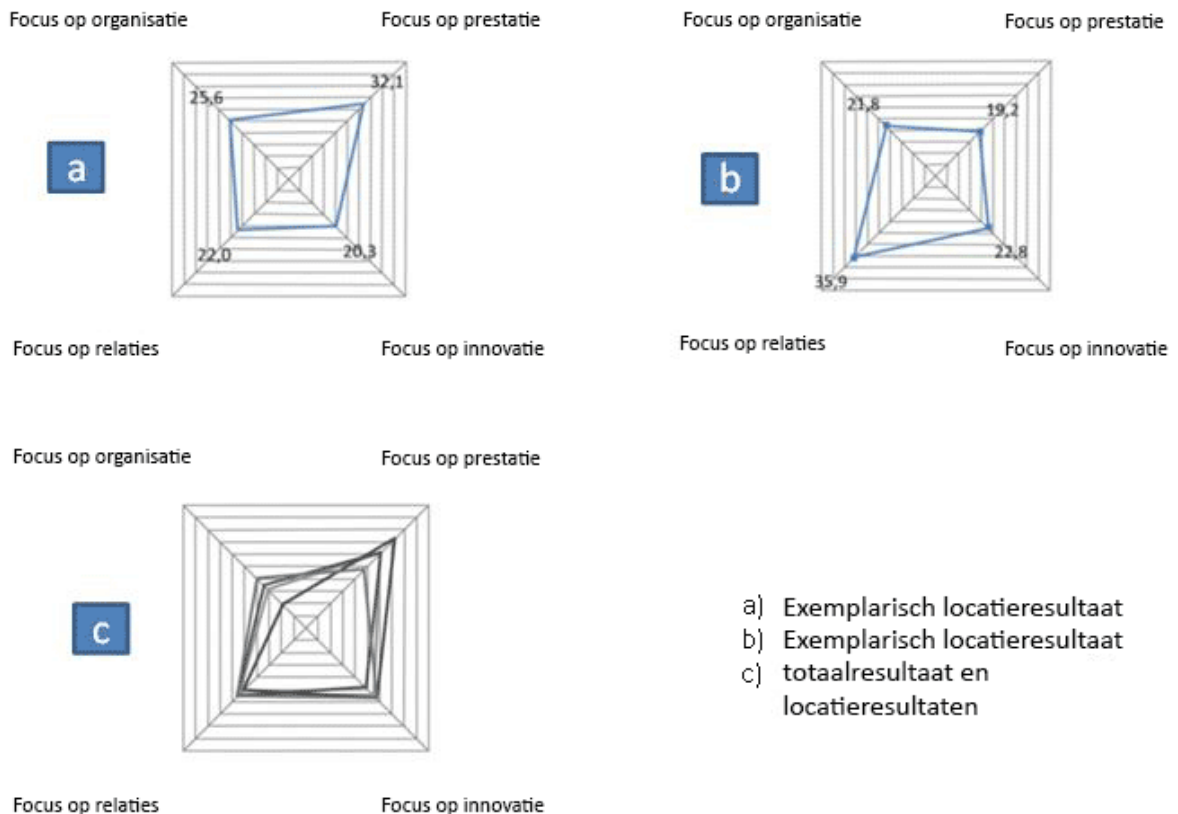 Focus op organisatie
Focus op prestatie
32,1
25,6
a
22,0
20,3
Focus op relaties
Focus op innovatie
Focus op organisatie
Focus op prestatie
21,8
19,2
b
22,8
35,9
Focus op relaties
Focus op innovatie
Focus op organisatie
Focus op prestatie
c
Focus op relaties
Focus op innovatie
a) Exemplarisch locatieresultaat
b) Exemplarisch locatieresultaat
c) totaalresultaat en
locatieresultaten